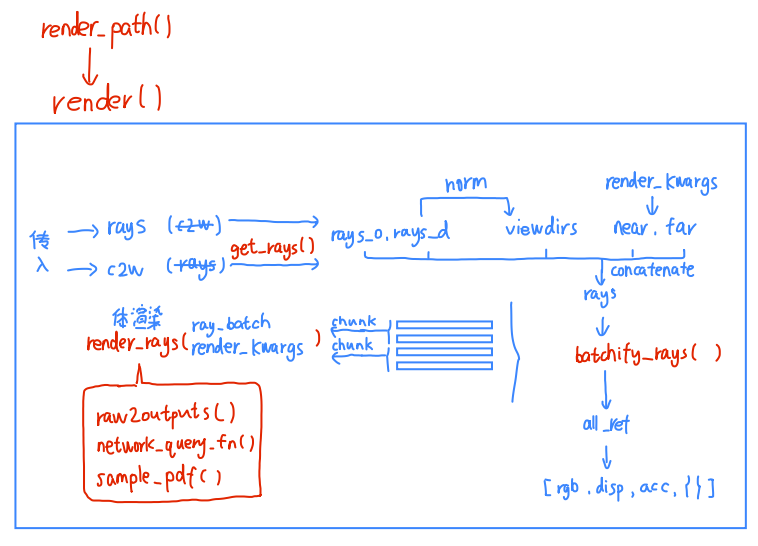 render_path()
render()
norm
render_kwargs
传入
rays (c2w)
rays_o, rays_d
viewdirs
near, far
get_rays()
c2w (rays)
concatenate
rays
体渲染
render_rays( ray_batch
render_kwargs )
chunk
chunk
batchify_rays( )
raw2outputs()
network_query_fn()
sample_pdf()
all_ret
[rgb, disp, acc, {}]